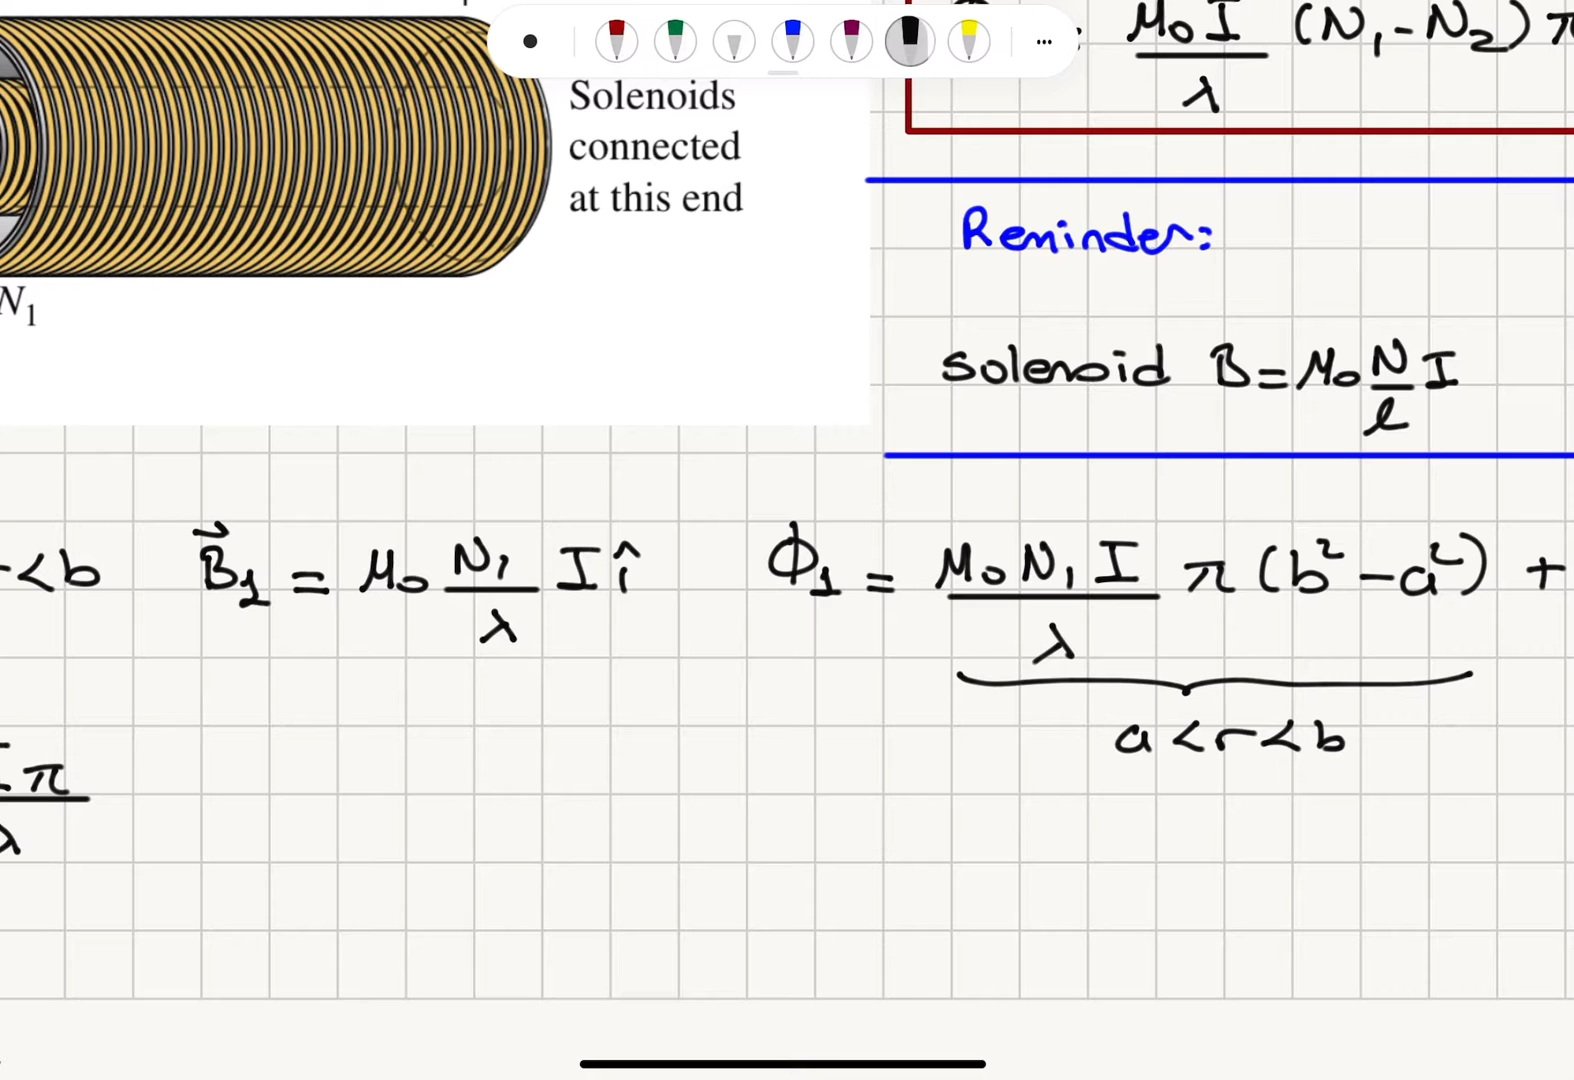 Solenoids
connected
at this end
N₁
μ₀I/λ (N₁-N₂)π
Reminder:
solenoid B=μ₀ N/ℓ I
<b B⃗₁ = μ₀ N₁/λ I î Φ₁ = μ₀N₁I/λ π(b²-a²) +
a<r<b
π
λ